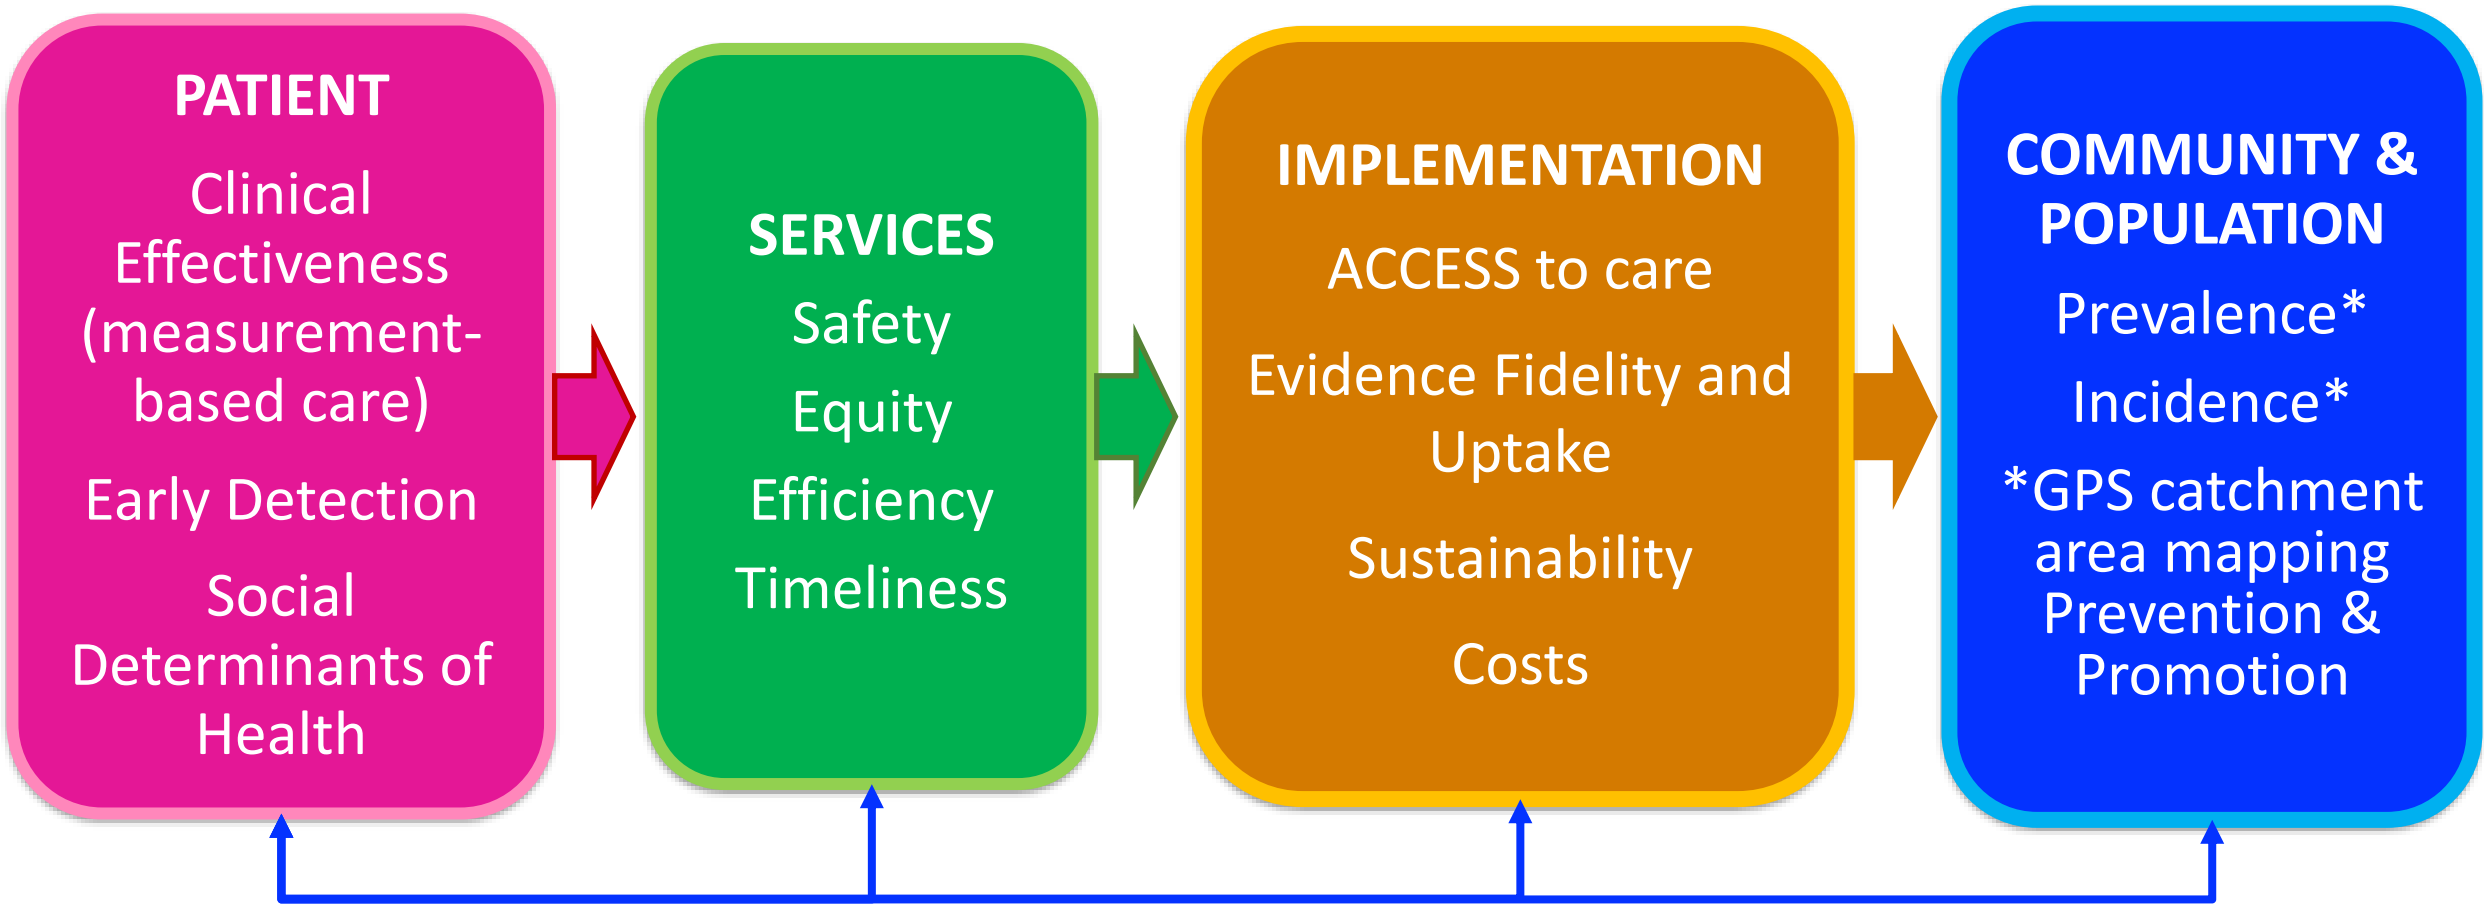 PATIENT
Clinical
Effectiveness
(measurement-
based care)
Early Detection
Social
Determinants of
Health
SERVICES
Safety
Equity
Efficiency
Timeliness
IMPLEMENTATION
ACCESS to care
Evidence Fidelity and
Uptake
Sustainability
Costs
COMMUNITY &
POPULATION
Prevalence*
Incidence*
*GPS catchment
area mapping
Prevention &
Promotion